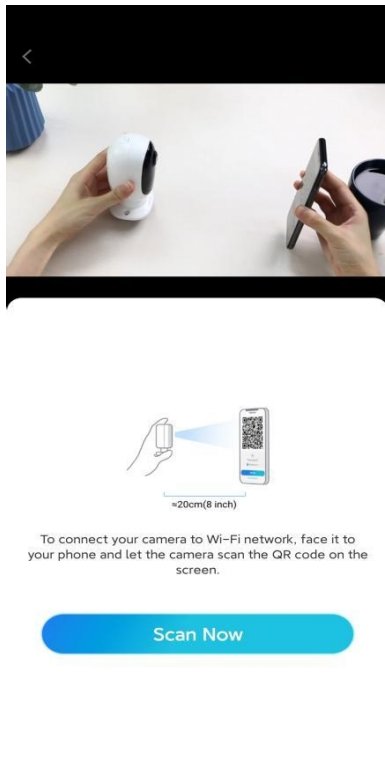 ≈20cm(8 inch)
To connect your camera to Wi-Fi network, face it to
your phone and let the camera scan the QR code on the
screen.
Scan Now